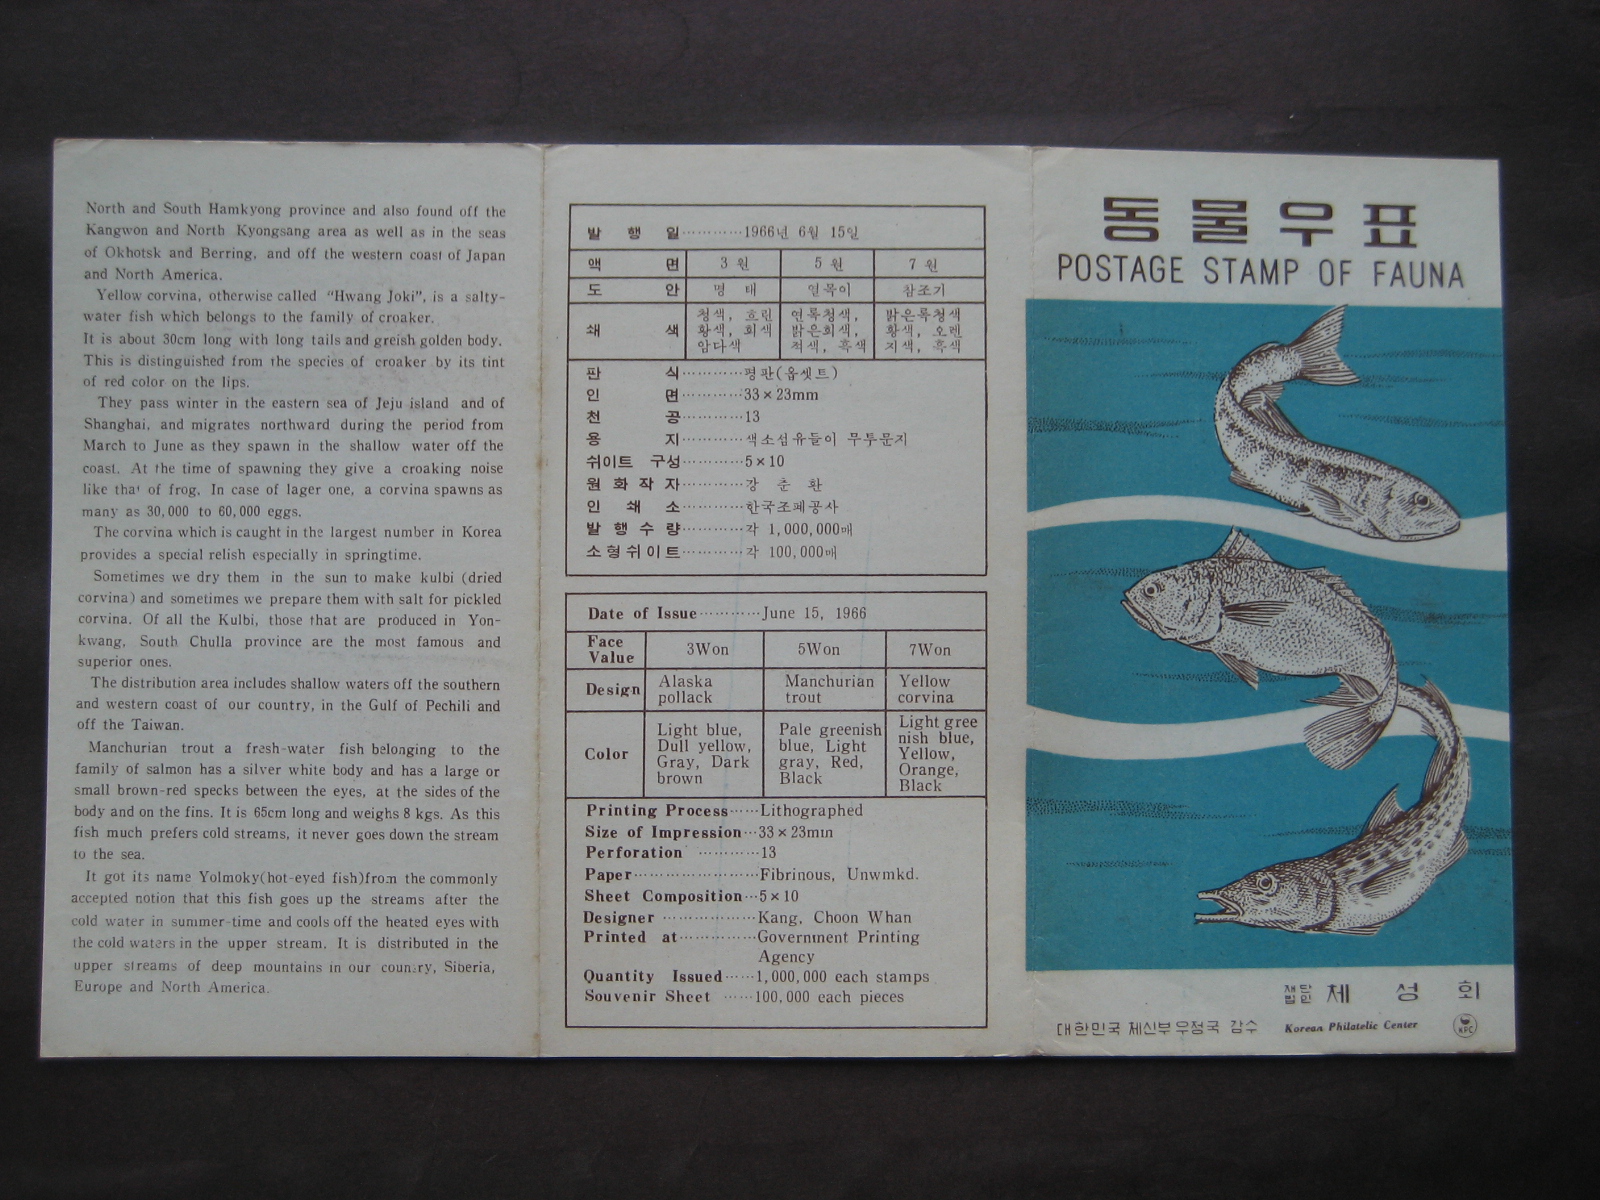 North and South Hamkyong province and also found off the
Kangwon and North Kyongsang area as well as in the seas
of Okhotsk and Berring, and off the western coast of Japan
and North America.
Yellow corvina, otherwise called "Hwang Joki", is a salty-
water fish which belongs to the family of croaker.
It is about 30cm long with long tails and greish golden body.
This is distinguished from the species of croaker by its tint
of red color on the lips.
They pass winter in the eastern sea of Jeju island and of
Shanghai, and migrates northward during the period from
March to June as they spawn in the shallow water off the
coast. At the time of spawning they give a croaking noise
like that of frog. In case of lager one, a corvina spawns as
many as 30,000 to 60,000 eggs.
The corvina which is caught in the largest number in Korea
provides a special relish especially in springtime.
Sometimes we dry them in the sun to make kulbi (dried
corvina) and sometimes we prepare them with salt for pickled
corvina. Of all the Kulbi, those that are produced in Yon-
kwang, South Chulla province are the most famous and
superior ones.
The distribution area includes shallow waters off the southern
and western coast of our country, in the Gulf of Pechili and
off the Taiwan.
Manchurian trout a fresh-water fish belonging to the
family of salmon has a silver white body and has a large or
small brown-red specks between the eyes, at the sides of the
body and on the fins. It is 65cm long and weighs 8 kgs. As this
fish much prefers cold streams, it never goes down the stream
to the sea.
It got its name Yolmoky(hot-eyed fish)from the commonly
accepted notion that this fish goes up the streams after the
cold water in summer-time and cools off the heated eyes with
the cold waters in the upper stream. It is distributed in the
upper streams of deep mountains in our country, Siberia,
Europe and North America.
발 행 일············1966년 6월 15일
액 면 3 원 5 원 7 원
도 안 명 태 열목이 참조기
쇄 색 청색, 흐린 황색, 회색 암다색 연록청색, 밝은회색, 적색, 흑색 밝은록청색 황색, 오렌지색, 흑색
판 식············평판(옵셋트)
인 면············33×23mm
천 공············13
용 지············색소섬유들이 무투문지
쉬이트 구성············5×10
원 화 작 자············강 춘 환
인 쇄 소············한국조폐공사
발 행 수 량············각 1,000,000매
소형쉬이트············각 100,000매
Date of Issue············June 15, 1966
Face Value 3Won 5Won 7Won
Design Alaska pollack Manchurian trout Yellow corvina
Color Light blue, Dull yellow, Gray, Dark brown Pale greenish blue, Light gray, Red, Black Light gree nish blue, Yellow, Orange, Black
Printing Process······Lithographed
Size of Impression···33×23mm
Perforation ············13
Paper························Fibrinous, Unwmkd.
Sheet Composition···5×10
Designer ··················Kang, Choon Whan
Printed at···············Government Printing
Agency
Quantity Issued······1,000,000 each stamps
Souvenir Sheet ······100,000 each pieces
동물우표
POSTAGE STAMP OF FAUNA
재단법인 체 성 회
대한민국 체신부 우정국 감수 Korean Philatelic Center KPC